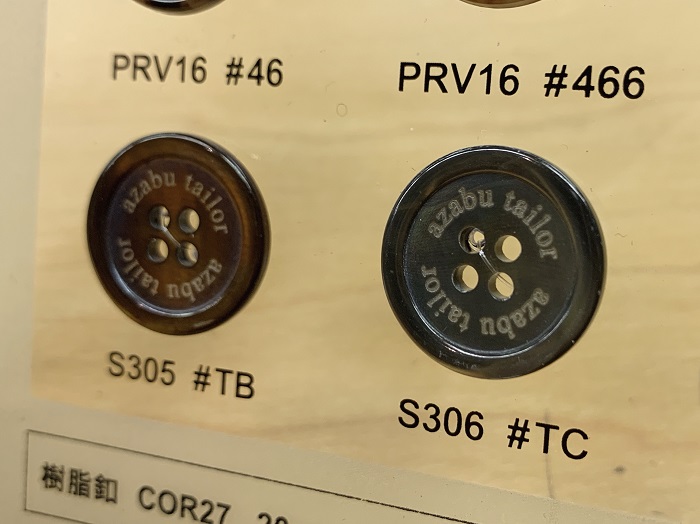 PRV16 #46
PRV16 #466
azabu tailor
azabu tailor
azabu tailor
azabu tailor
S305 #TB
S306 #TC
樹脂釦 COR27